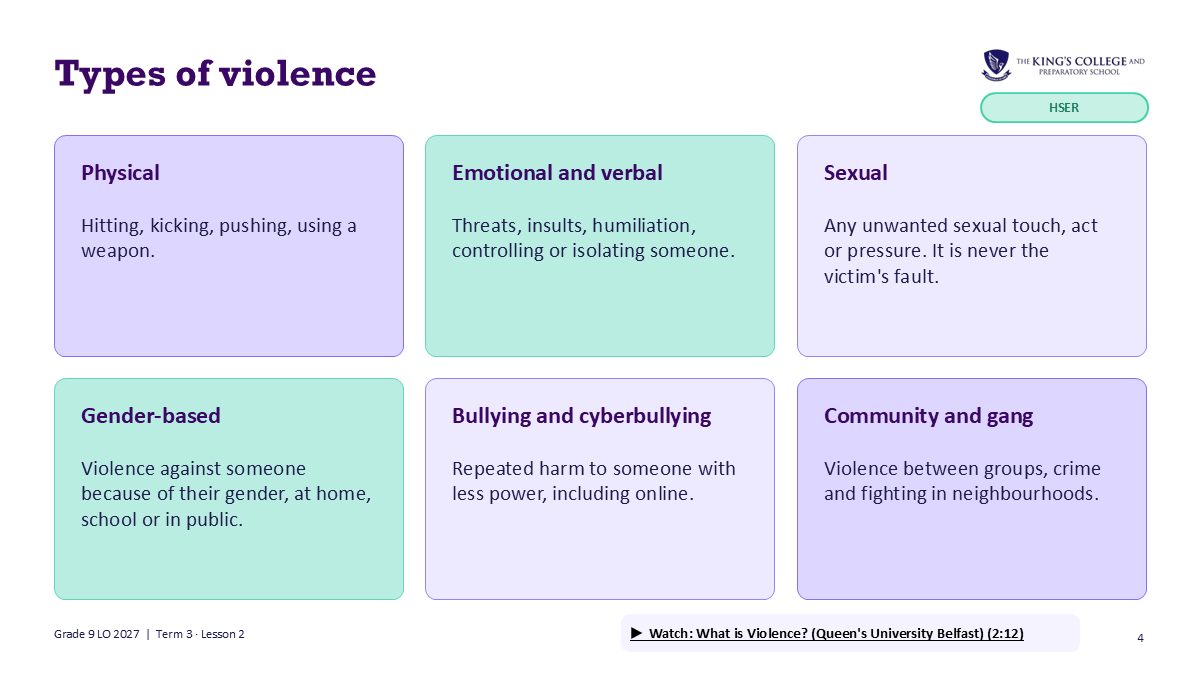 Types of violence
THE KING'S COLLEGE AND
PREPARATORY SCHOOL
HSER
Physical
Hitting, kicking, pushing, using a
weapon.
Emotional and verbal
Threats, insults, humiliation,
controlling or isolating someone.
Sexual
Any unwanted sexual touch, act
or pressure. It is never the
victim's fault.
Gender-based
Violence against someone
because of their gender, at home,
school or in public.
Bullying and cyberbullying
Repeated harm to someone with
less power, including online.
Community and gang
Violence between groups, crime
and fighting in neighbourhoods.
Grade 9 LO 2027 | Term 3 · Lesson 2
▶ Watch: What is Violence? (Queen's University Belfast) (2:12)
4